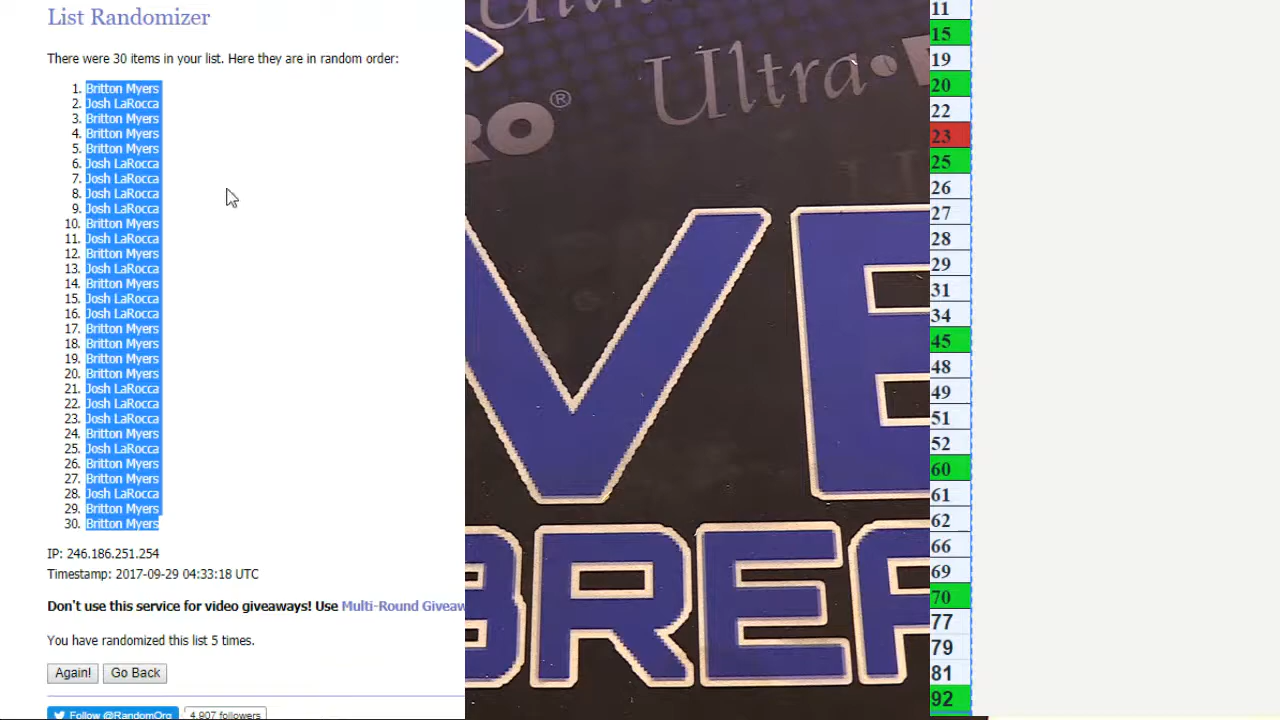 List Randomizer
There were 30 items in your list. Here they are in random order:
1. Britton Myers
2. Josh LaRocca
3. Britton Myers
4. Britton Myers
5. Britton Myers
6. Josh LaRocca
7. Josh LaRocca
8. Josh LaRocca
9. Josh LaRocca
10. Britton Myers
11. Josh LaRocca
12. Britton Myers
13. Josh LaRocca
14. Britton Myers
15. Josh LaRocca
16. Josh LaRocca
17. Britton Myers
18. Britton Myers
19. Britton Myers
20. Britton Myers
21. Josh LaRocca
22. Josh LaRocca
23. Josh LaRocca
24. Britton Myers
25. Josh LaRocca
26. Britton Myers
27. Britton Myers
28. Josh LaRocca
29. Britton Myers
30. Britton Myers
IP: 246.186.251.254
Timestamp: 2017-09-29 04:33:18 UTC
Don't use this service for video giveaways! Use Multi-Round Giveaw
You have randomized this list 5 times.
Again! Go Back
Follow @RandomOrg 4,907 followers
Ultra
Ultra
RO®
VE
BREA
11
15
19
20
22
23
25
26
27
28
29
31
34
45
48
49
51
52
60
61
62
66
69
70
77
79
81
92